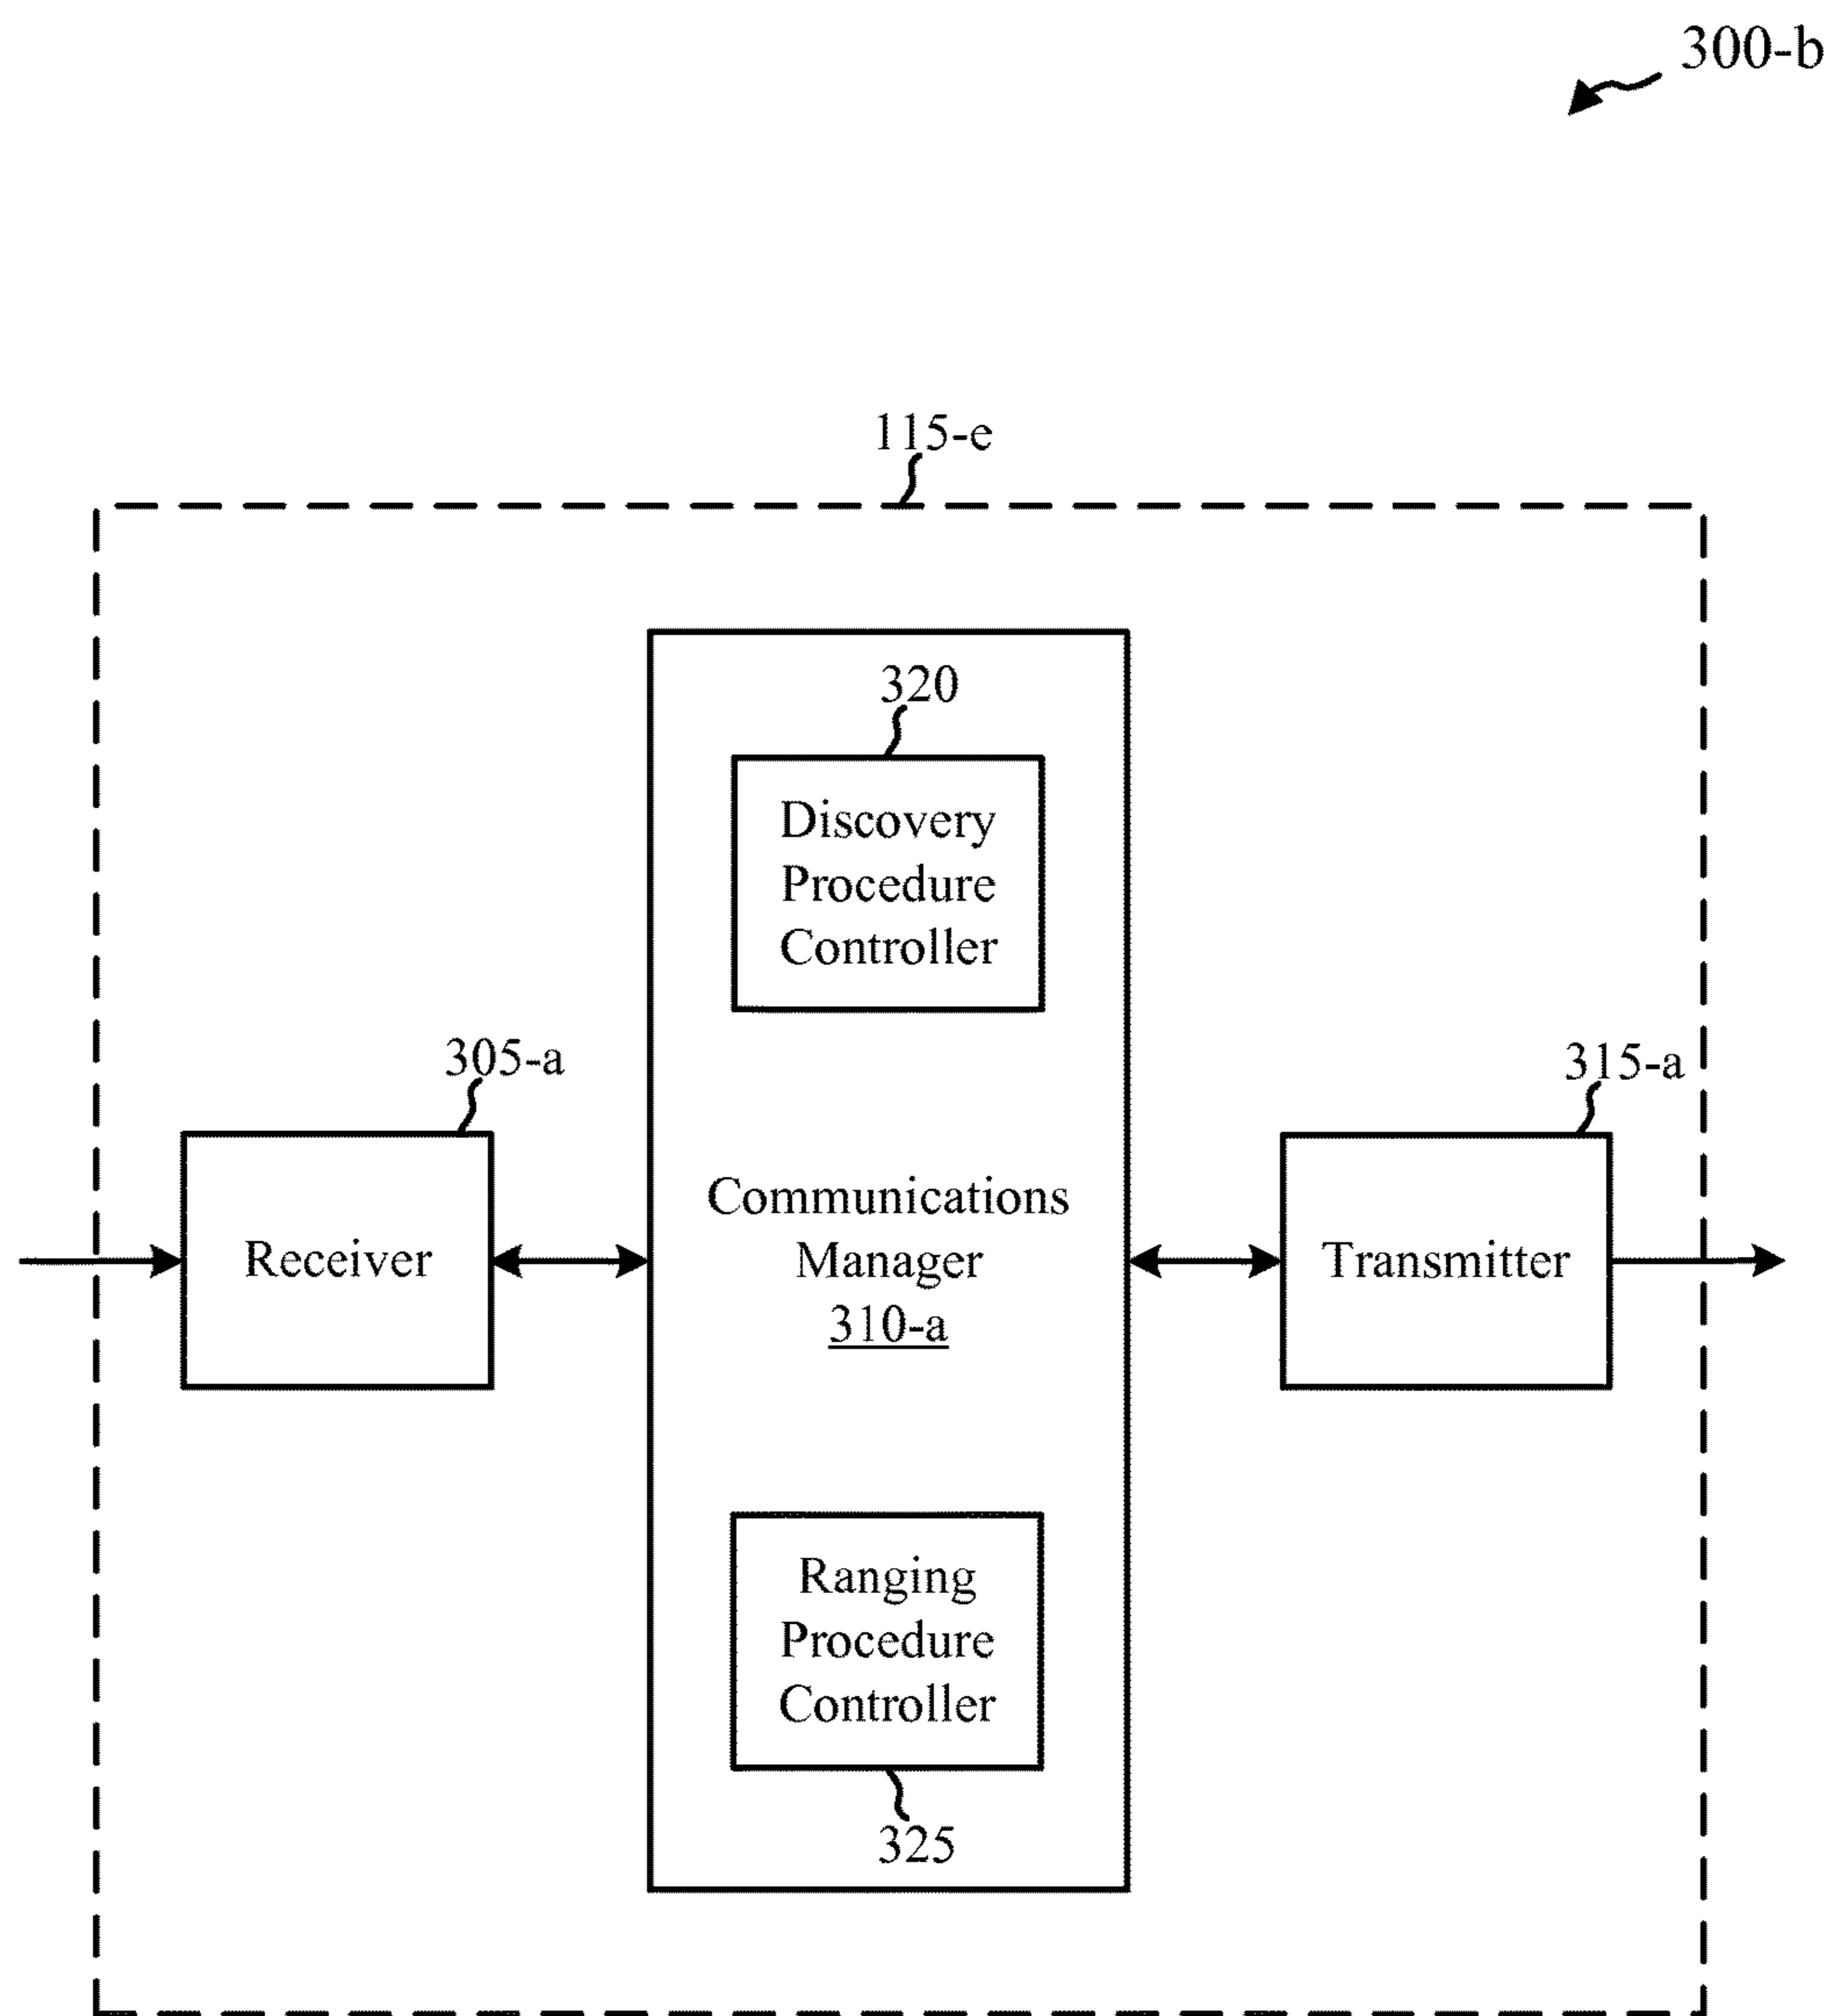 300-b
115-e
320
Discovery
Procedure
Controller
305-a
315-a
Receiver
Communications
Manager
310-a
Transmitter
Ranging
Procedure
Controller
325